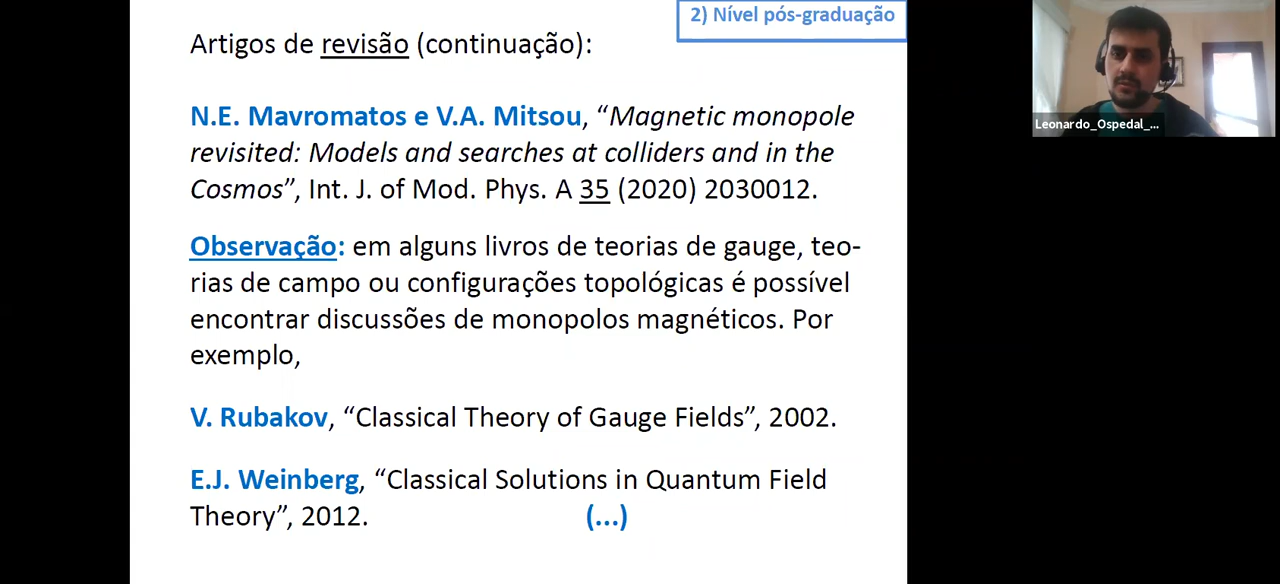 2) Nível pós-graduação
Artigos de revisão (continuação):
N.E. Mavromatos e V.A. Mitsou, “Magnetic monopole
revisited: Models and searches at colliders and in the
Cosmos”, Int. J. of Mod. Phys. A 35 (2020) 2030012.
Observação: em alguns livros de teorias de gauge, teo-
rias de campo ou configurações topológicas é possível
encontrar discussões de monopolos magnéticos. Por
exemplo,
V. Rubakov, “Classical Theory of Gauge Fields”, 2002.
E.J. Weinberg, “Classical Solutions in Quantum Field
Theory”, 2012. (...)
Leonardo_Ospedal_...